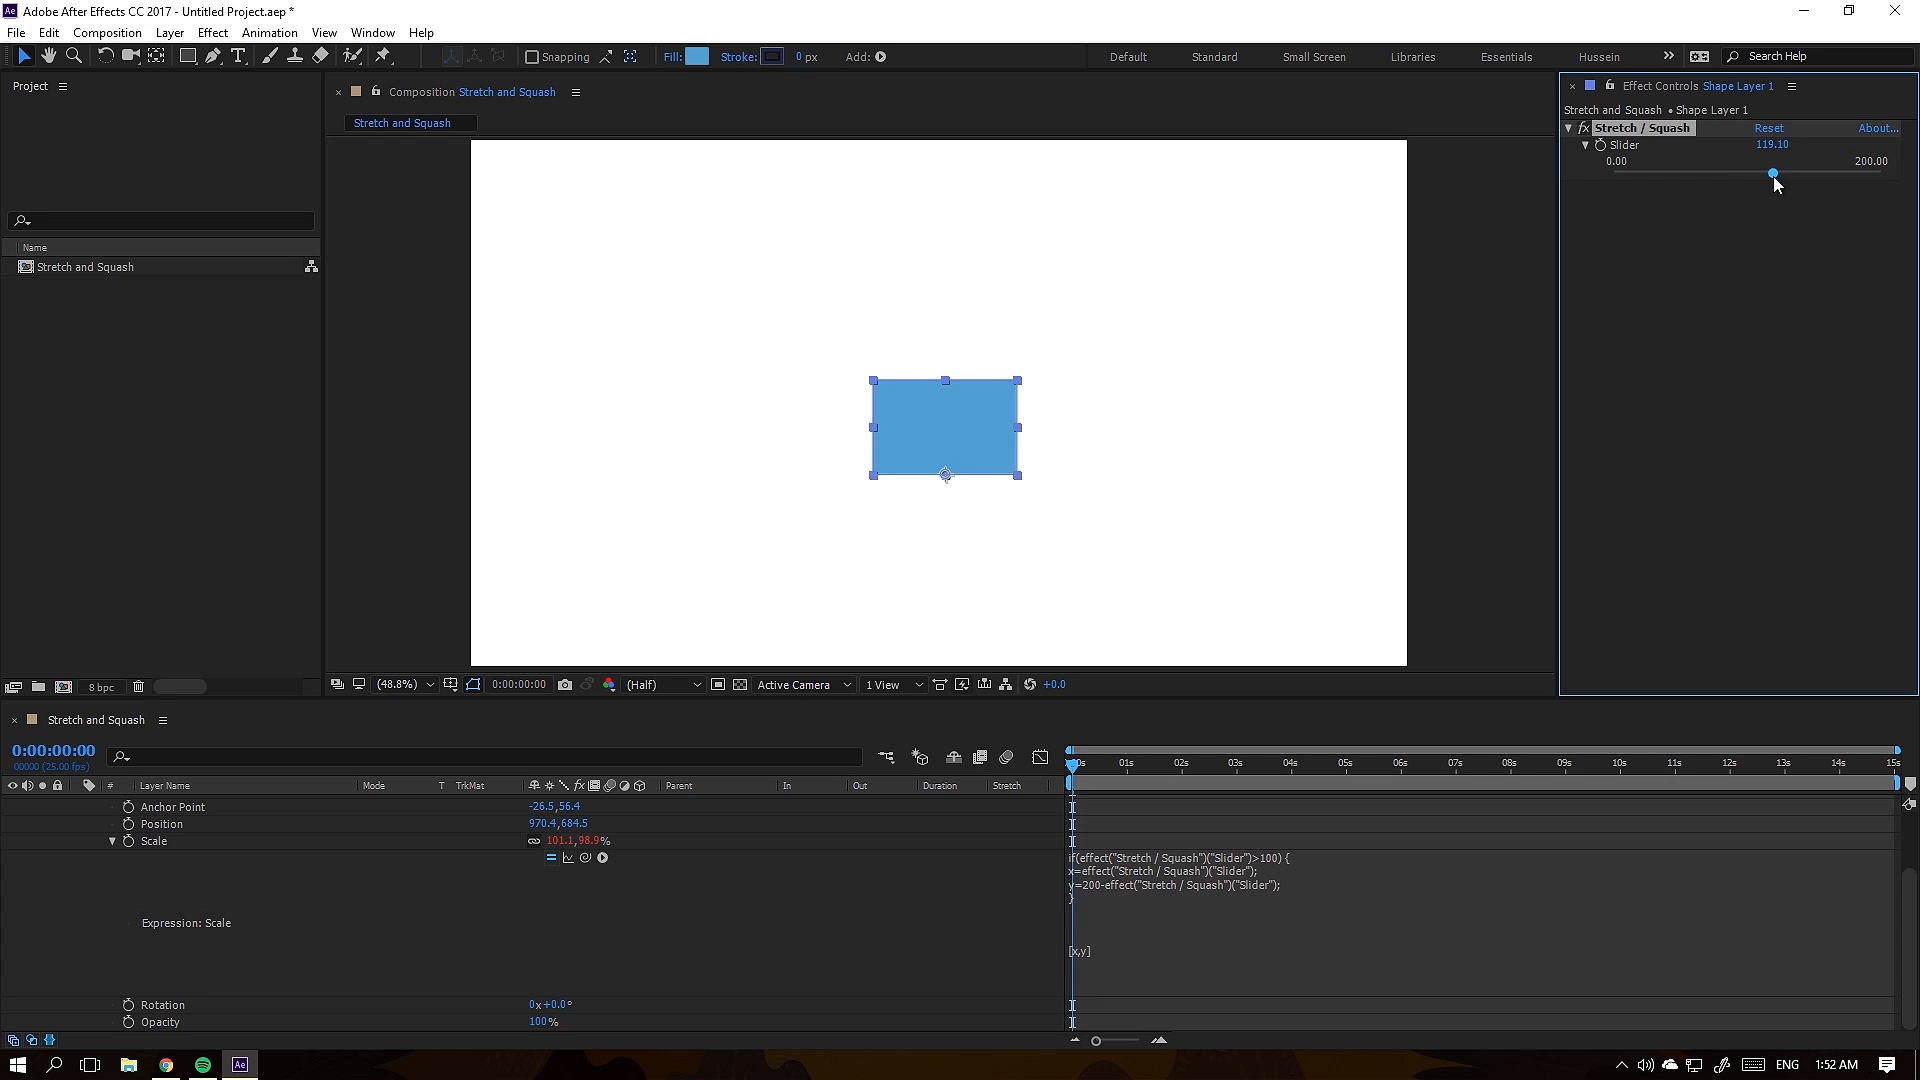 Adobe After Effects CC 2017 - Untitled Project.aep *
File Edit Composition Layer Effect Animation View Window Help
Snapping Fill: Stroke: 0 px Add: Default Standard Small Screen Libraries Essentials Hussein Search Help
Project
Composition Stretch and Squash
Stretch and Squash
Effect Controls Shape Layer 1
Stretch and Squash • Shape Layer 1
fx Stretch / Squash Reset About...
Slider 119.10
0.00 200.00
Name
Stretch and Squash
8 bpc
(48.8%) 0:00:00:00 (Half) Active Camera 1 View +0.0
Stretch and Squash
0:00:00:00
00000 (25.00 fps)
01s 02s 03s 04s 05s 06s 07s 08s 09s 10s 11s 12s 13s 14s 15s
# Layer Name Mode T TrkMat fx Parent In Out Duration Stretch
Anchor Point -26.5,56.4
Position 970.4,684.5
Scale 101.1,98.9%
if(effect("Stretch / Squash")("Slider")>100) {
x=effect("Stretch / Squash")("Slider");
y=200-effect("Stretch / Squash")("Slider");
}
Expression: Scale
[x,y]
Rotation 0x+0.0°
Opacity 100%
Ae ENG 1:52 AM